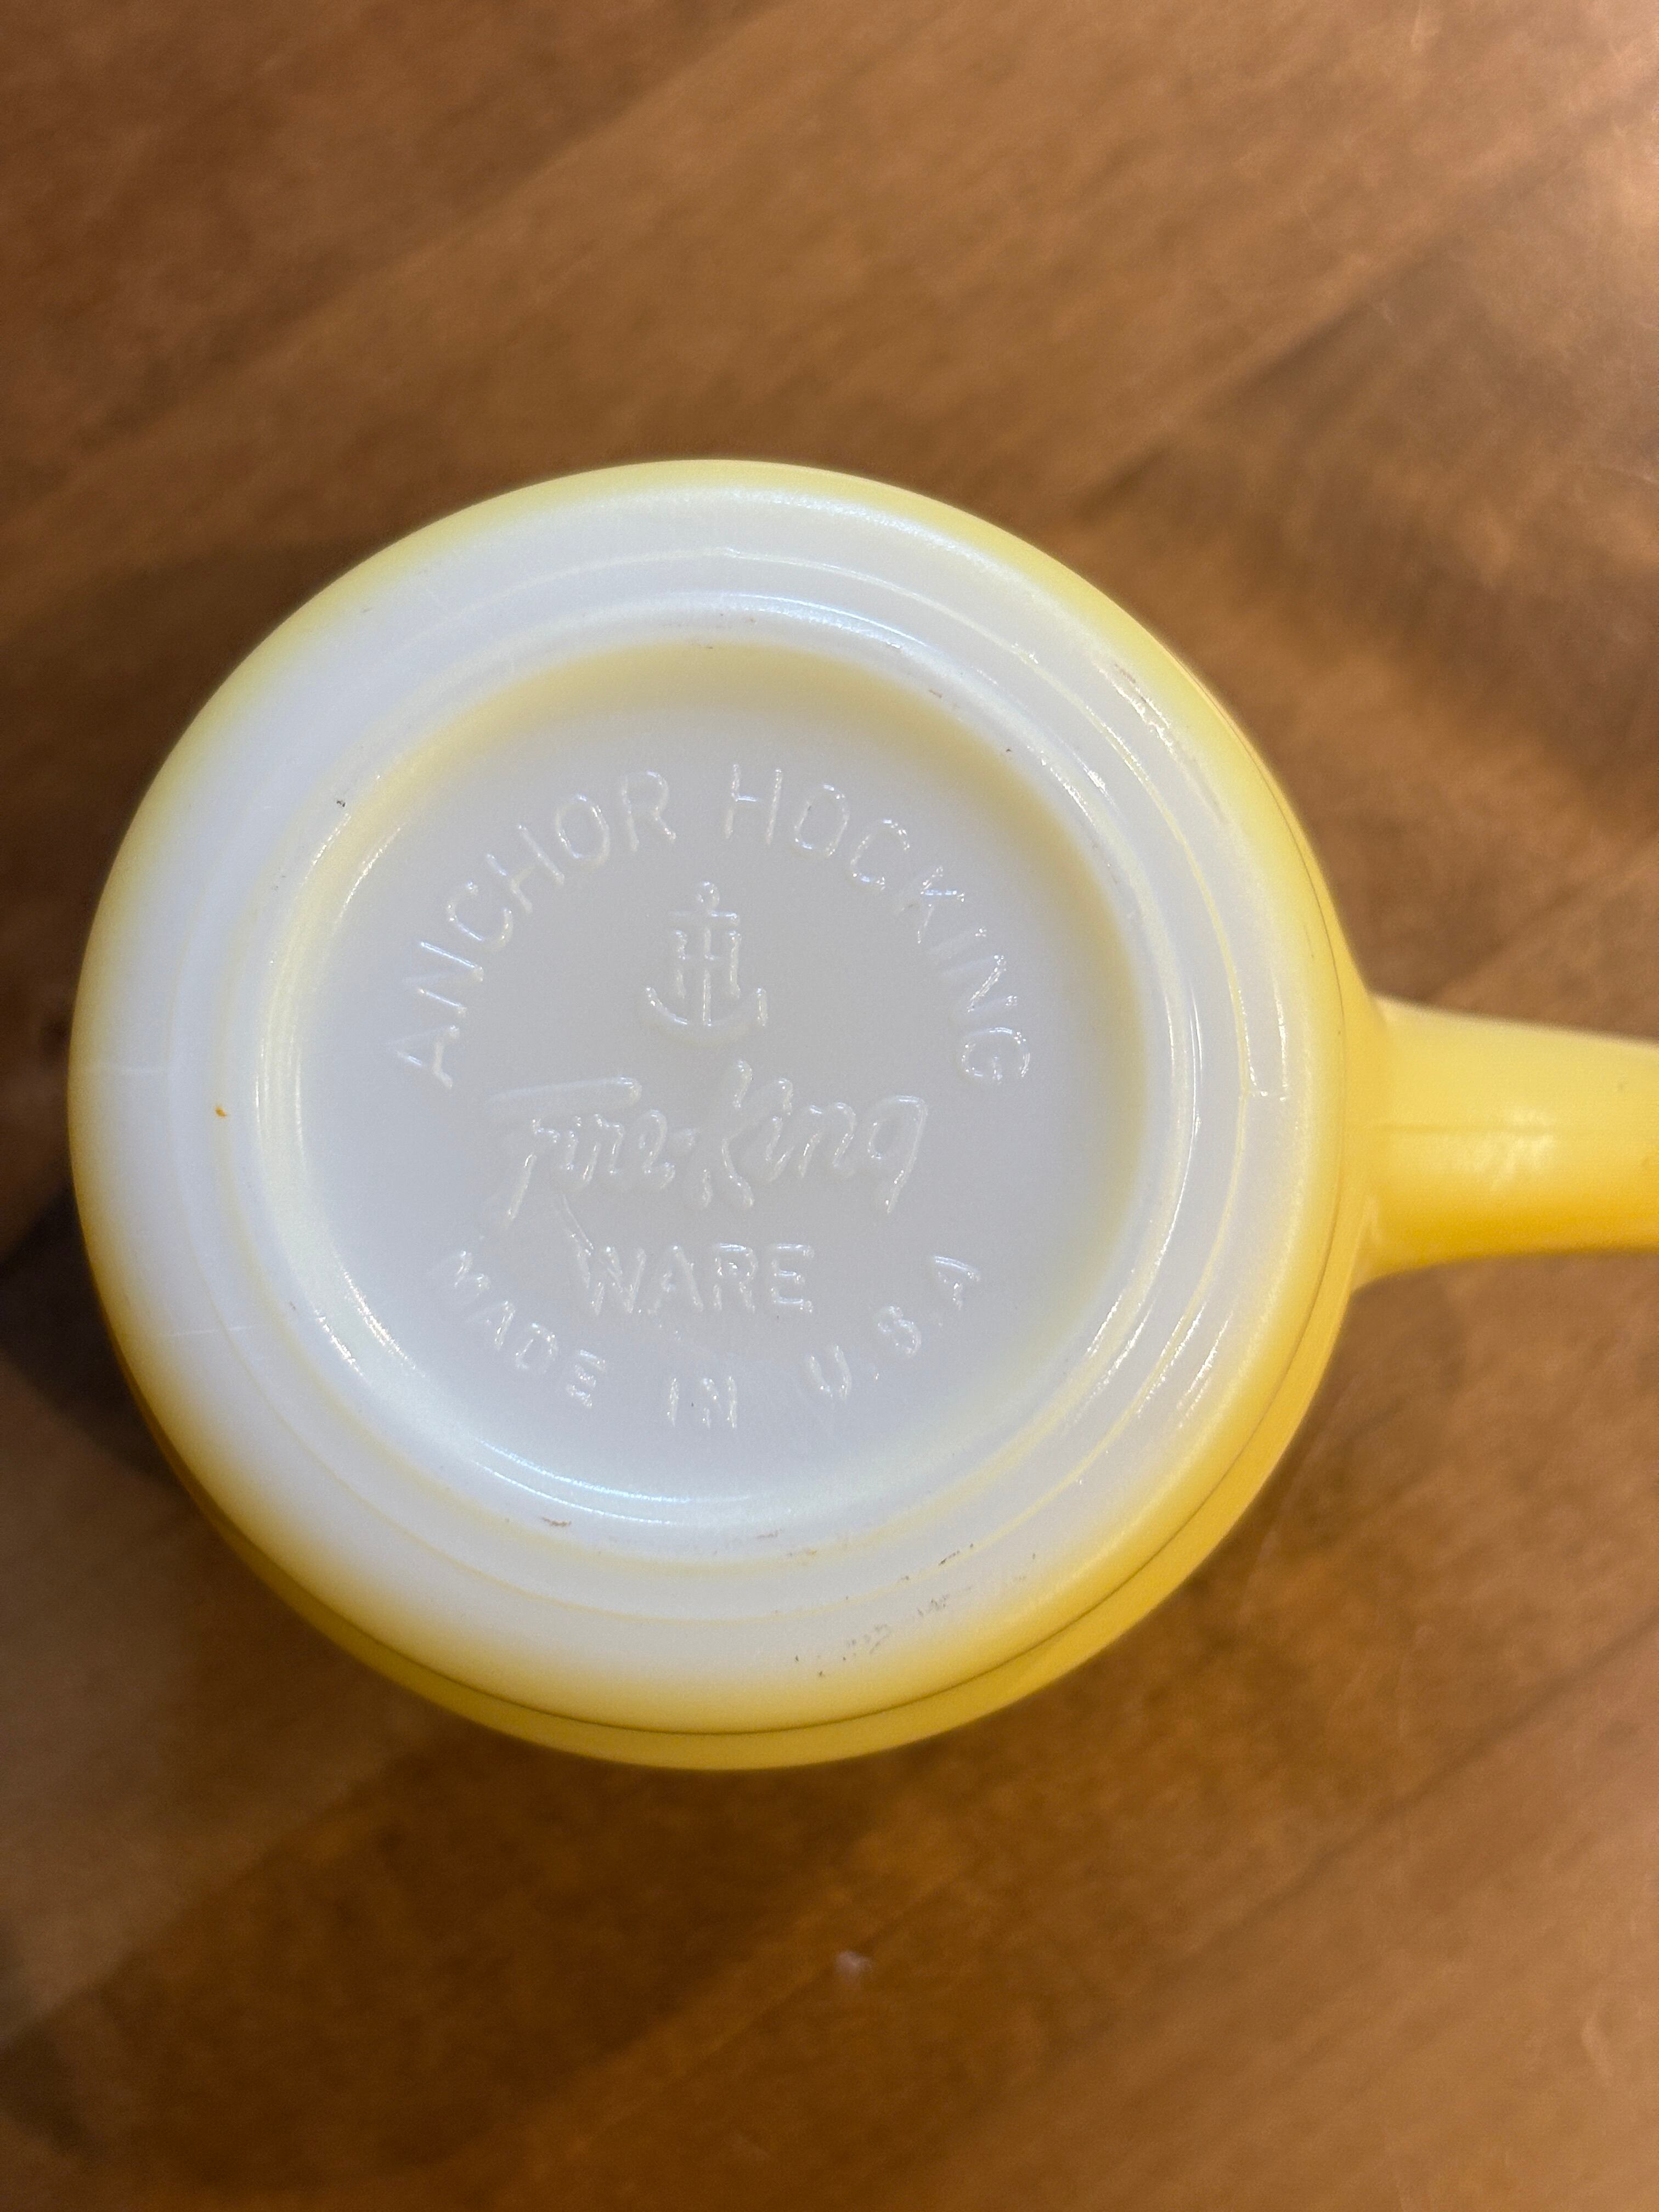 ANCHOR HOCKING
H
Fire-King
WARE
MADE IN U.S.A